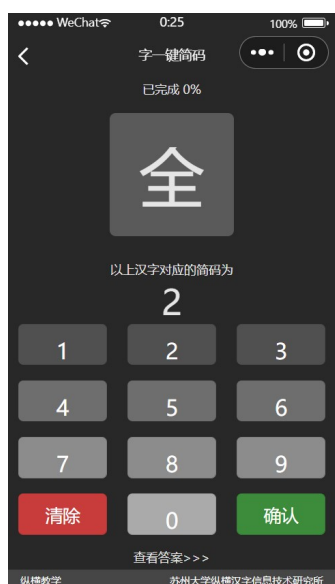 WeChat 0:25 100%
字一键简码
已完成 0%
全
以上汉字对应的简码为
2
1 2 3
4 5 6
7 8 9
清除 0 确认
查看答案>>>
纵横教学 苏州大学纵横汉字信息技术研究所